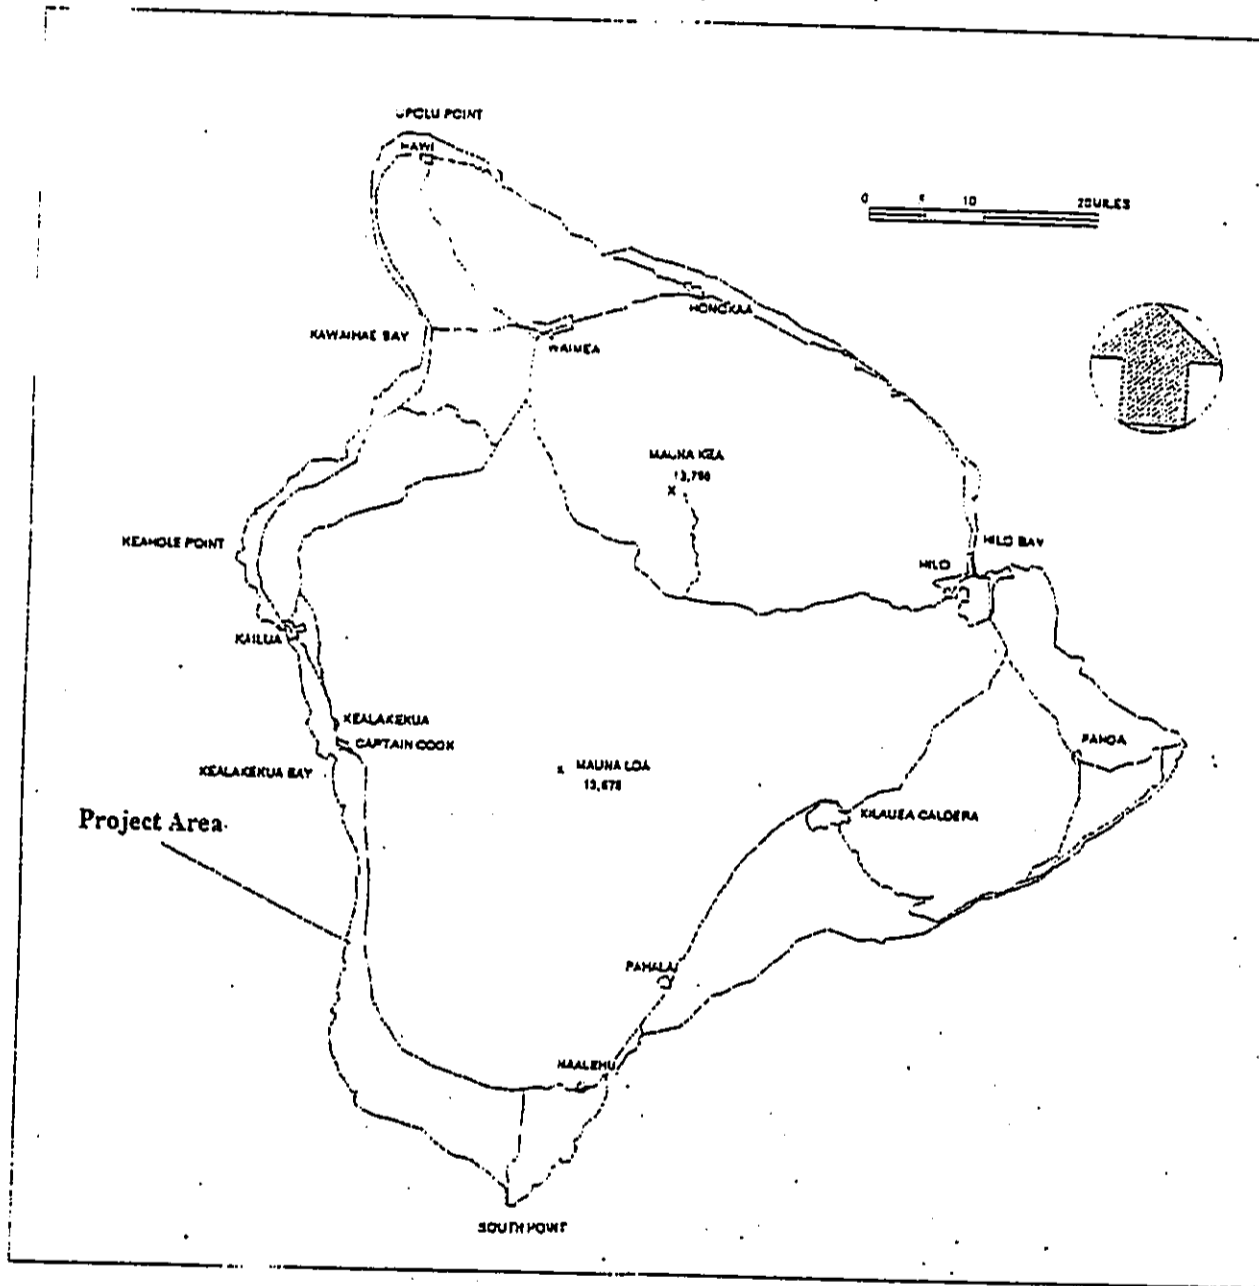 UPOLU POINT
HAWI
0 5 10 20 MILES
HONOKAA
KAWAIHAE BAY
WAIMEA
MAUNA KEA
13,796
KEAHOLE POINT
HILO BAY
HILO
KAILUA
KEALAKEKUA
CAPTAIN COOK
PAHOA
KEALAKEKUA BAY
MAUNA LOA
13,678
Project Area
KILAUEA CALDERA
PAHALA
NAALEHU
SOUTH POINT